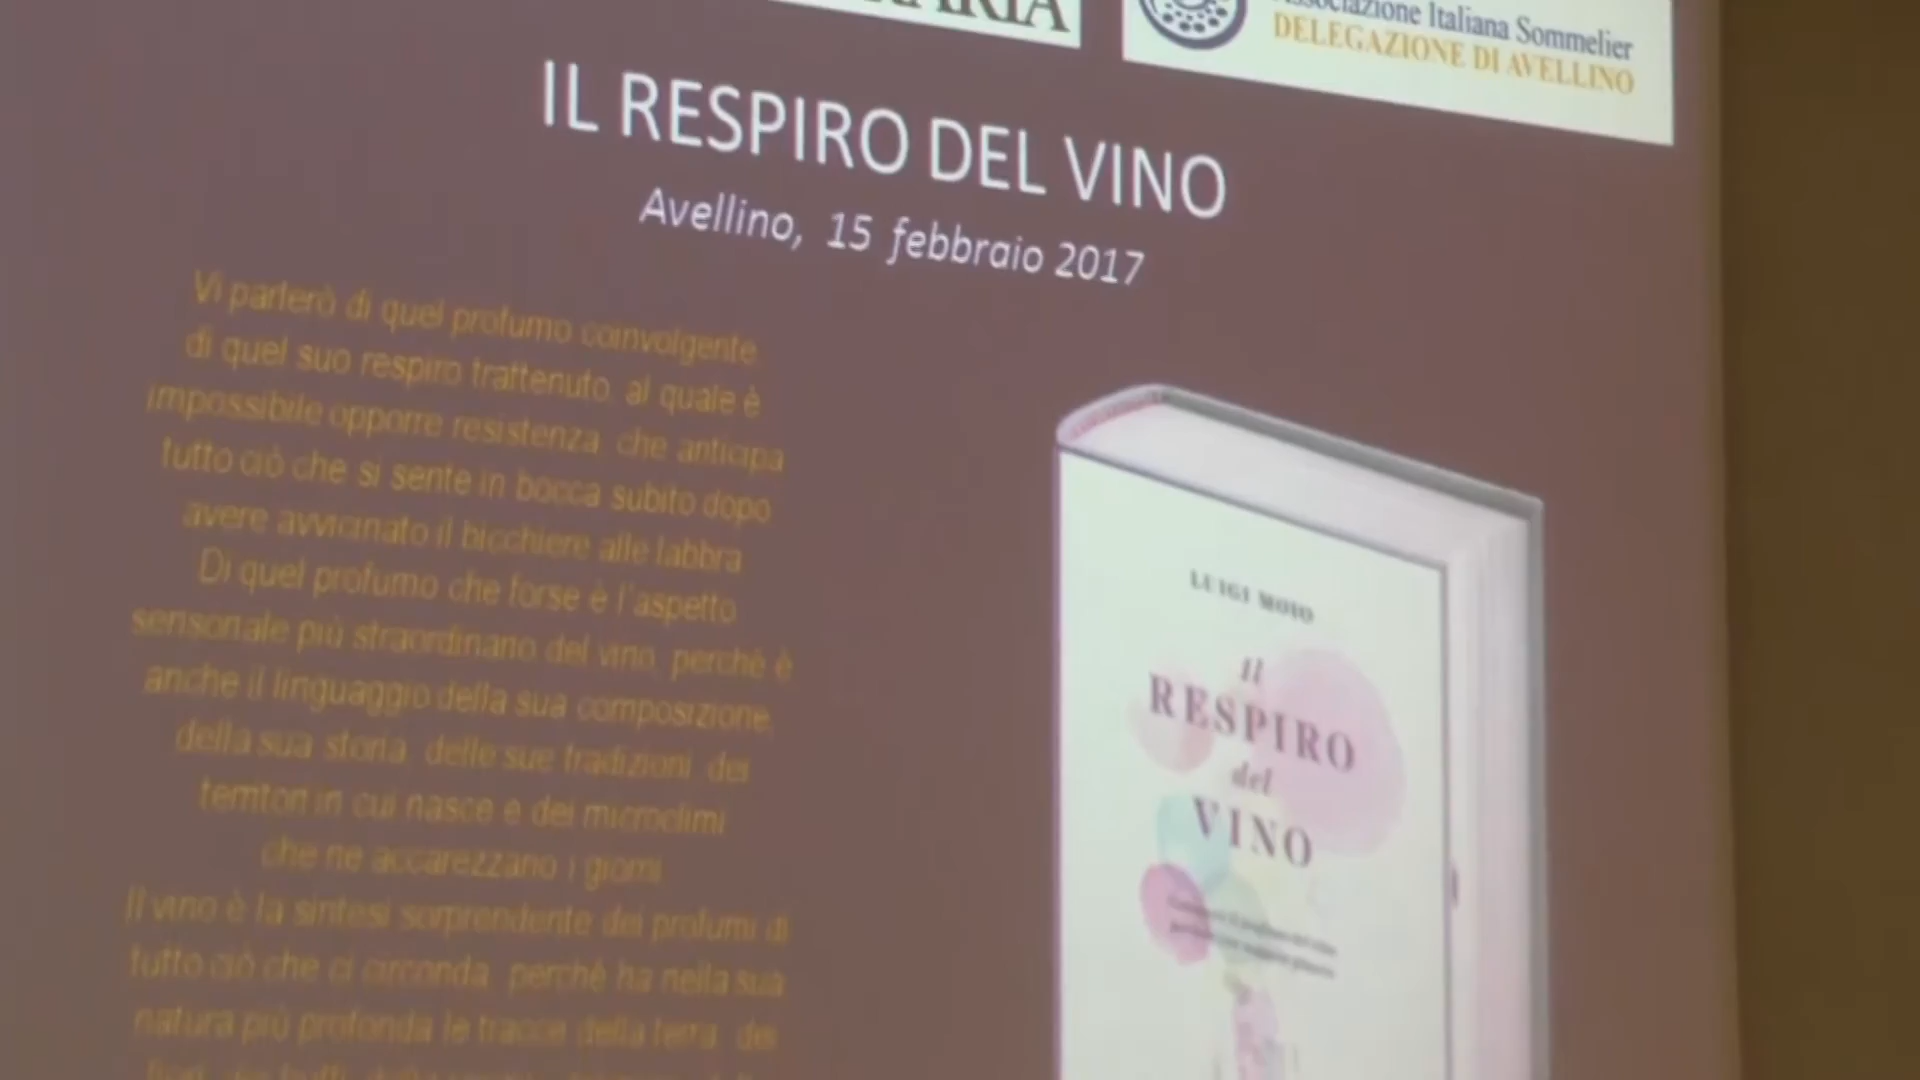 Associazione Italiana Sommelier
DELEGAZIONE DI AVELLINO
IL RESPIRO DEL VINO
Avellino, 15 febbraio 2017
Vi parlerò di quel profumo coinvolgente,
di quel suo respiro trattenuto, al quale è
impossibile opporre resistenza, che anticipa
tutto ciò che si sente in bocca subito dopo
avere avvicinato il bicchiere alle labbra.
Di quel profumo che forse è l'aspetto
sensoriale più straordinario del vino, perchè è
anche il linguaggio della sua composizione,
della sua storia, delle sue tradizioni, dei
territori in cui nasce e dei microclimi
che ne accarezzano i giorni.
Il vino è la sintesi sorprendente dei profumi di
tutto ciò che ci circonda, perchè ha nella sua
natura più profonda le tracce della terra, dei
LUIGI MOIO
Il
RESPIRO
del
VINO